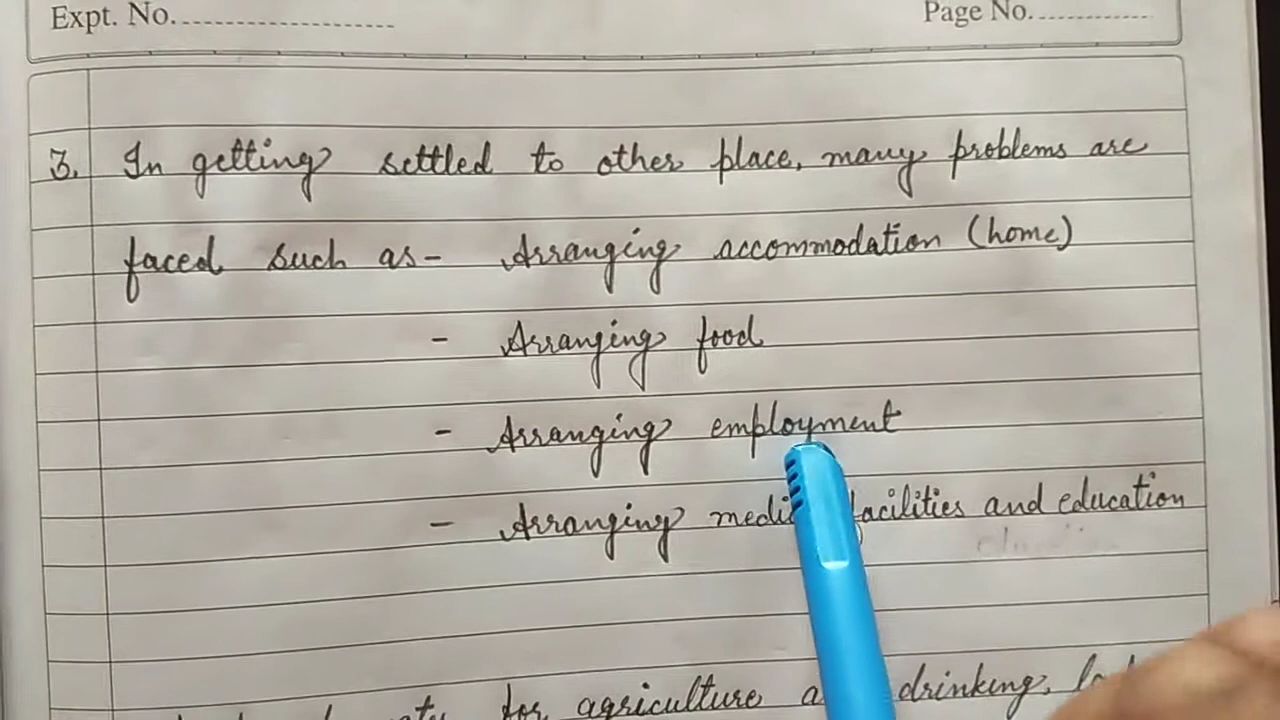 Expt. No.
Page No.
3. In getting settled to other place, many problems are
faced such as- Arranging accommodation (home)
- Arranging food
- Arranging employment
- Arranging facilities and education
for agriculture drinking,